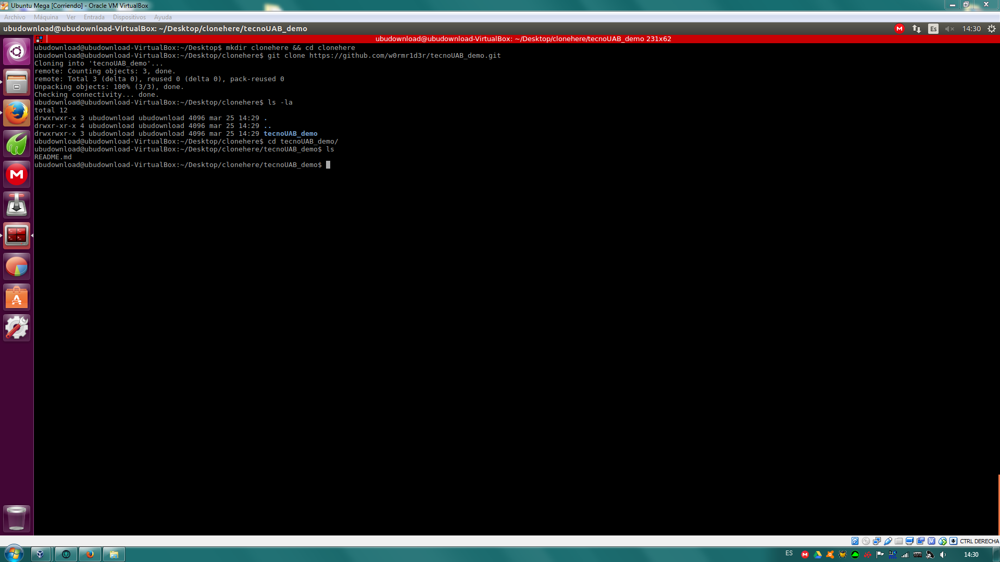 Ubuntu Mega [Corriendo] - Oracle VM VirtualBox
Archivo Máquina Ver Entrada Dispositivos Ayuda
ubudownload@ubudownload-VirtualBox: ~/Desktop/clonehere/tecnoUAB_demo
Es 14:30
ubudownload@ubudownload-VirtualBox: ~/Desktop/clonehere/tecnoUAB_demo 231x62
ubudownload@ubudownload-VirtualBox:~/Desktop$ mkdir clonehere && cd clonehere
ubudownload@ubudownload-VirtualBox:~/Desktop/clonehere$ git clone https://github.com/w0rmr1d3r/tecnoUAB_demo.git
Cloning into 'tecnoUAB_demo'...
remote: Counting objects: 3, done.
remote: Total 3 (delta 0), reused 0 (delta 0), pack-reused 0
Unpacking objects: 100% (3/3), done.
Checking connectivity... done.
ubudownload@ubudownload-VirtualBox:~/Desktop/clonehere$ ls -la
total 12
drwxrwxr-x 3 ubudownload ubudownload 4096 mar 25 14:29 .
drwxr-xr-x 4 ubudownload ubudownload 4096 mar 25 14:29 ..
drwxrwxr-x 3 ubudownload ubudownload 4096 mar 25 14:29 tecnoUAB_demo
ubudownload@ubudownload-VirtualBox:~/Desktop/clonehere$ cd tecnoUAB_demo/
ubudownload@ubudownload-VirtualBox:~/Desktop/clonehere/tecnoUAB_demo$ ls
README.md
ubudownload@ubudownload-VirtualBox:~/Desktop/clonehere/tecnoUAB_demo$
CTRL DERECHA
ES 14:30